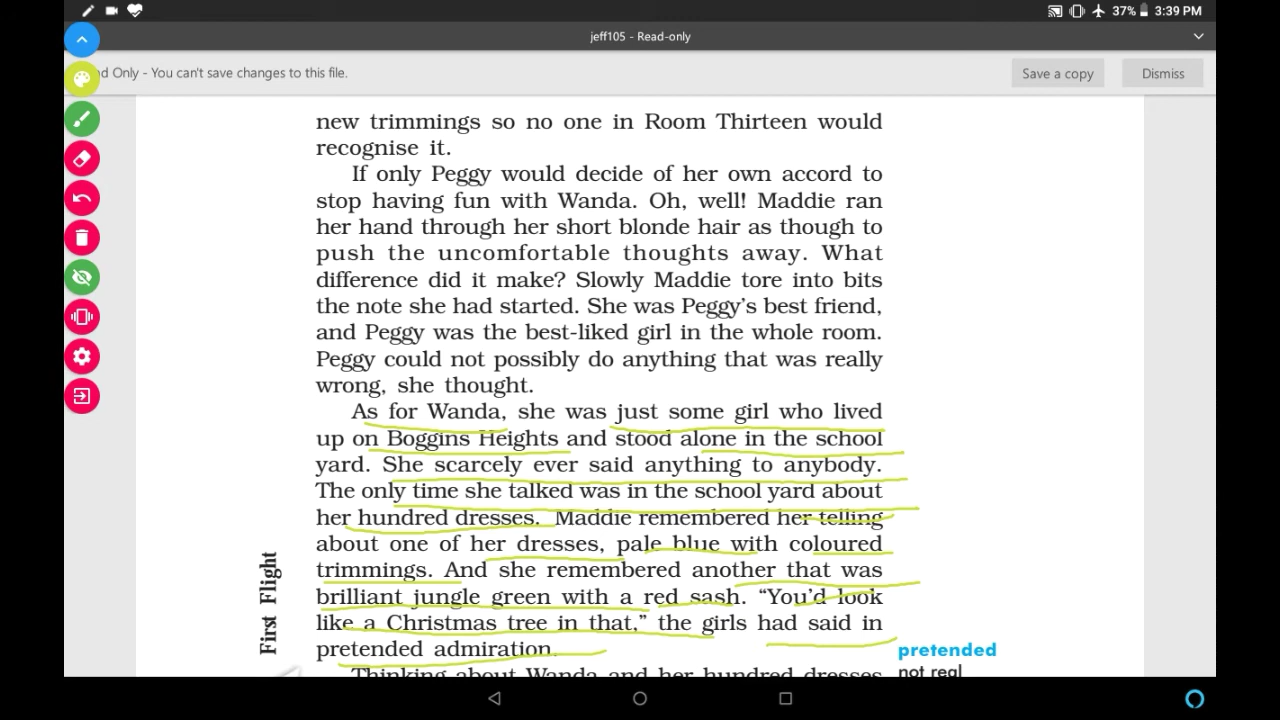 37% 3:39 PM
jeff105 - Read-only
d Only - You can't save changes to this file.
Save a copy
Dismiss
new trimmings so no one in Room Thirteen would
recognise it.
If only Peggy would decide of her own accord to
stop having fun with Wanda. Oh, well! Maddie ran
her hand through her short blonde hair as though to
push the uncomfortable thoughts away. What
difference did it make? Slowly Maddie tore into bits
the note she had started. She was Peggy’s best friend,
and Peggy was the best-liked girl in the whole room.
Peggy could not possibly do anything that was really
wrong, she thought.
As for Wanda, she was just some girl who lived
up on Boggins Heights and stood alone in the school
yard. She scarcely ever said anything to anybody.
The only time she talked was in the school yard about
her hundred dresses. Maddie remembered her telling
about one of her dresses, pale blue with coloured
trimmings. And she remembered another that was
brilliant jungle green with a red sash. “You’d look
like a Christmas tree in that,” the girls had said in
pretended admiration.
Thinking about Wanda and her hundred dresses
First Flight
pretended
not real